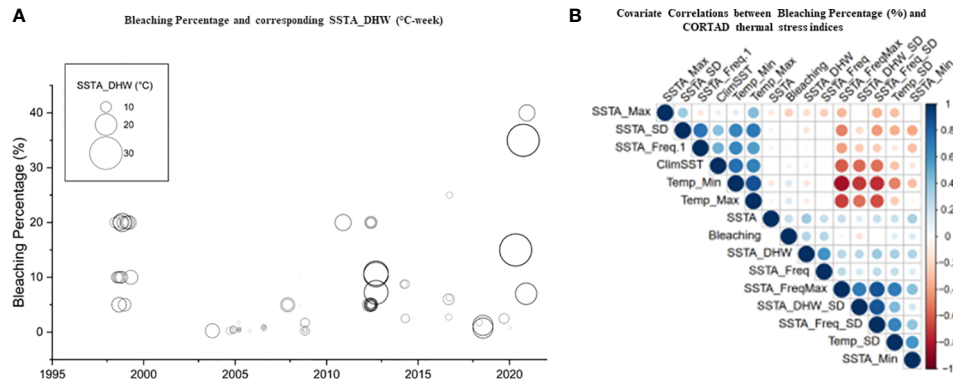 A
Bleaching Percentage and corresponding SSTA_DHW (°C-week)
SSTA_DHW (°C)
10
20
30
Bleaching Percentage (%)
40
30
20
10
0
1995 2000 2005 2010 2015 2020
B
Covariate Correlations between Bleaching Percentage (%) and
CORTAD thermal stress indices
SSTA_Max
SSTA_SD
SSTA_Freq.1
ClimSST
Temp_Min
Temp_Max
SSTA
Bleaching
SSTA_DHW
SSTA_Freq
SSTA_FreqMax
SSTA_DHW_SD
SSTA_Freq_SD
Temp_SD
SSTA_Min
SSTA_Max
SSTA_SD
SSTA_Freq.1
ClimSST
Temp_Min
Temp_Max
SSTA
Bleaching
SSTA_DHW
SSTA_Freq
SSTA_FreqMax
SSTA_DHW_SD
SSTA_Freq_SD
Temp_SD
SSTA_Min
1
0.8
0.6
0.4
0.2
0
-0.2
-0.4
-0.6
-0.8
-1